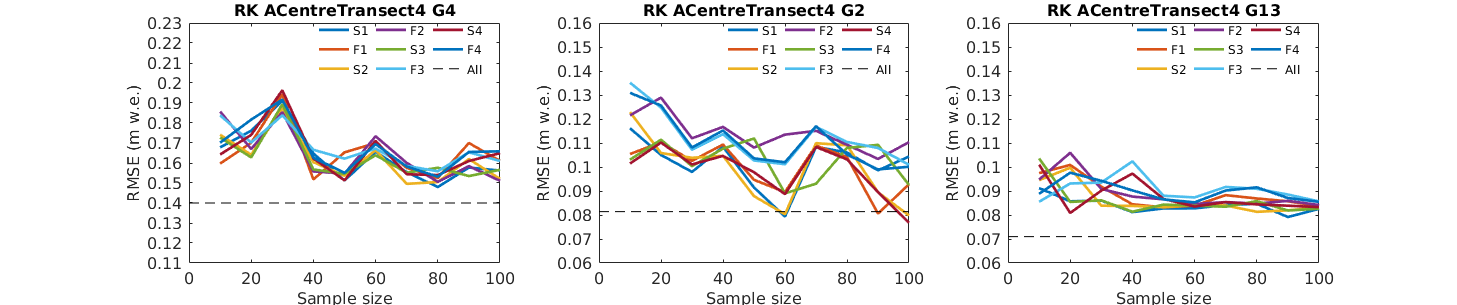 RK ACentreTransect4 G4
RMSE (m w.e.)
0.23
0.22
0.21
0.2
0.19
0.18
0.17
0.16
0.15
0.14
0.13
0.12
0.11
S1 F2 S4
F1 S3 F4
S2 F3 All
0 20 40 60 80 100
Sample size
RK ACentreTransect4 G2
RMSE (m w.e.)
0.16
0.15
0.14
0.13
0.12
0.11
0.1
0.09
0.08
0.07
0.06
S1 F2 S4
F1 S3 F4
S2 F3 All
0 20 40 60 80 100
Sample size
RK ACentreTransect4 G13
RMSE (m w.e.)
0.16
0.15
0.14
0.13
0.12
0.11
0.1
0.09
0.08
0.07
0.06
S1 F2 S4
F1 S3 F4
S2 F3 All
0 20 40 60 80 100
Sample size